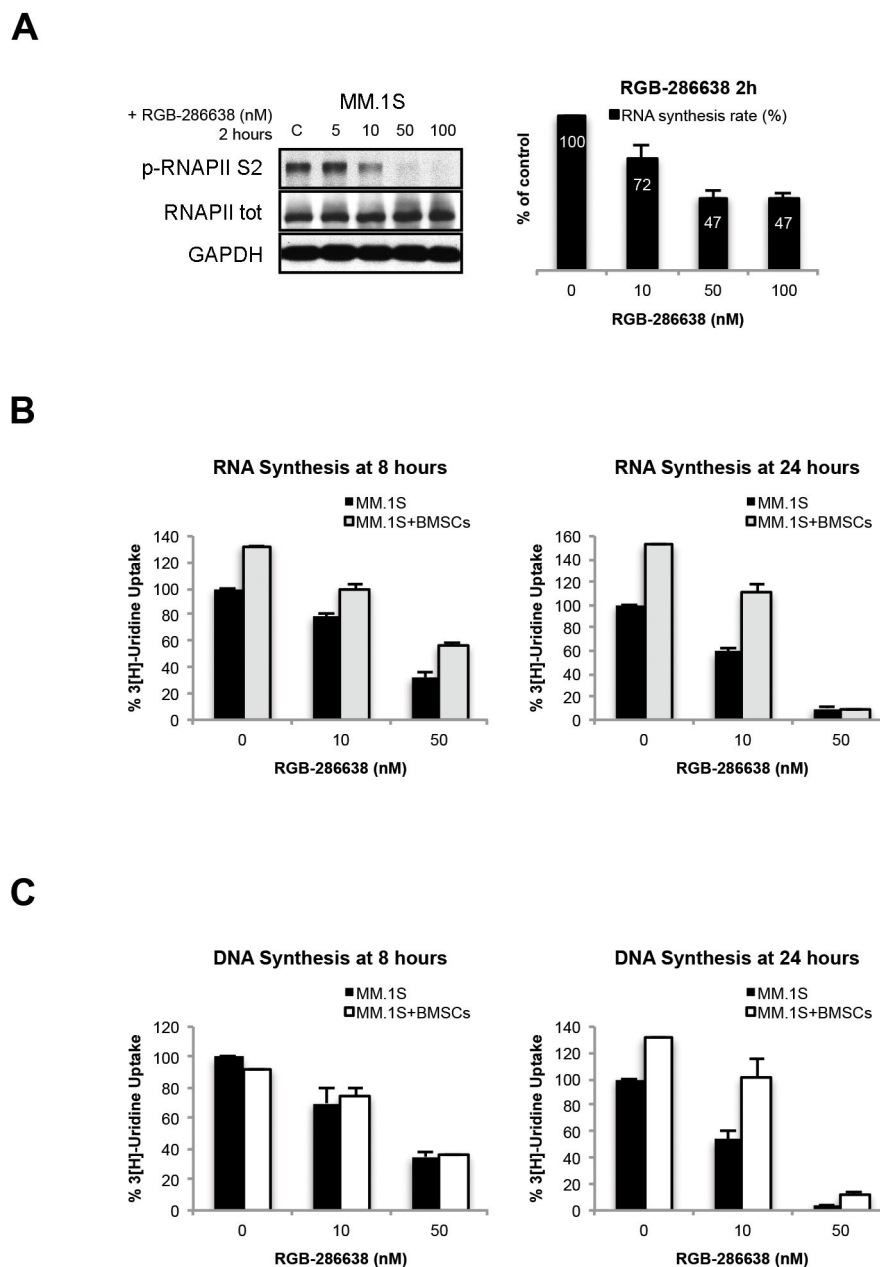 A
MM.1S
+ RGB-286638 (nM)
2 hours
C 5 10 50 100
p-RNAPII S2
RNAPII tot
GAPDH
RGB-286638 2h
RNA synthesis rate (%)
% of control
100
72
47
47
0 10 50 100
RGB-286638 (nM)
B
RNA Synthesis at 8 hours
MM.1S
MM.1S+BMSCs
% 3[H]-Uridine Uptake
140
120
100
80
60
40
20
0
0 10 50
RGB-286638 (nM)
RNA Synthesis at 24 hours
MM.1S
MM.1S+BMSCs
% 3[H]-Uridine Uptake
160
140
120
100
80
60
40
20
0
0 10 50
RGB-286638 (nM)
C
DNA Synthesis at 8 hours
MM.1S
MM.1S+BMSCs
% 3[H]-Uridine Uptake
120
100
80
60
40
20
0
0 10 50
RGB-286638 (nM)
DNA Synthesis at 24 hours
MM.1S
MM.1S+BMSCs
% 3[H]-Uridine Uptake
140
120
100
80
60
40
20
0
0 10 50
RGB-286638 (nM)